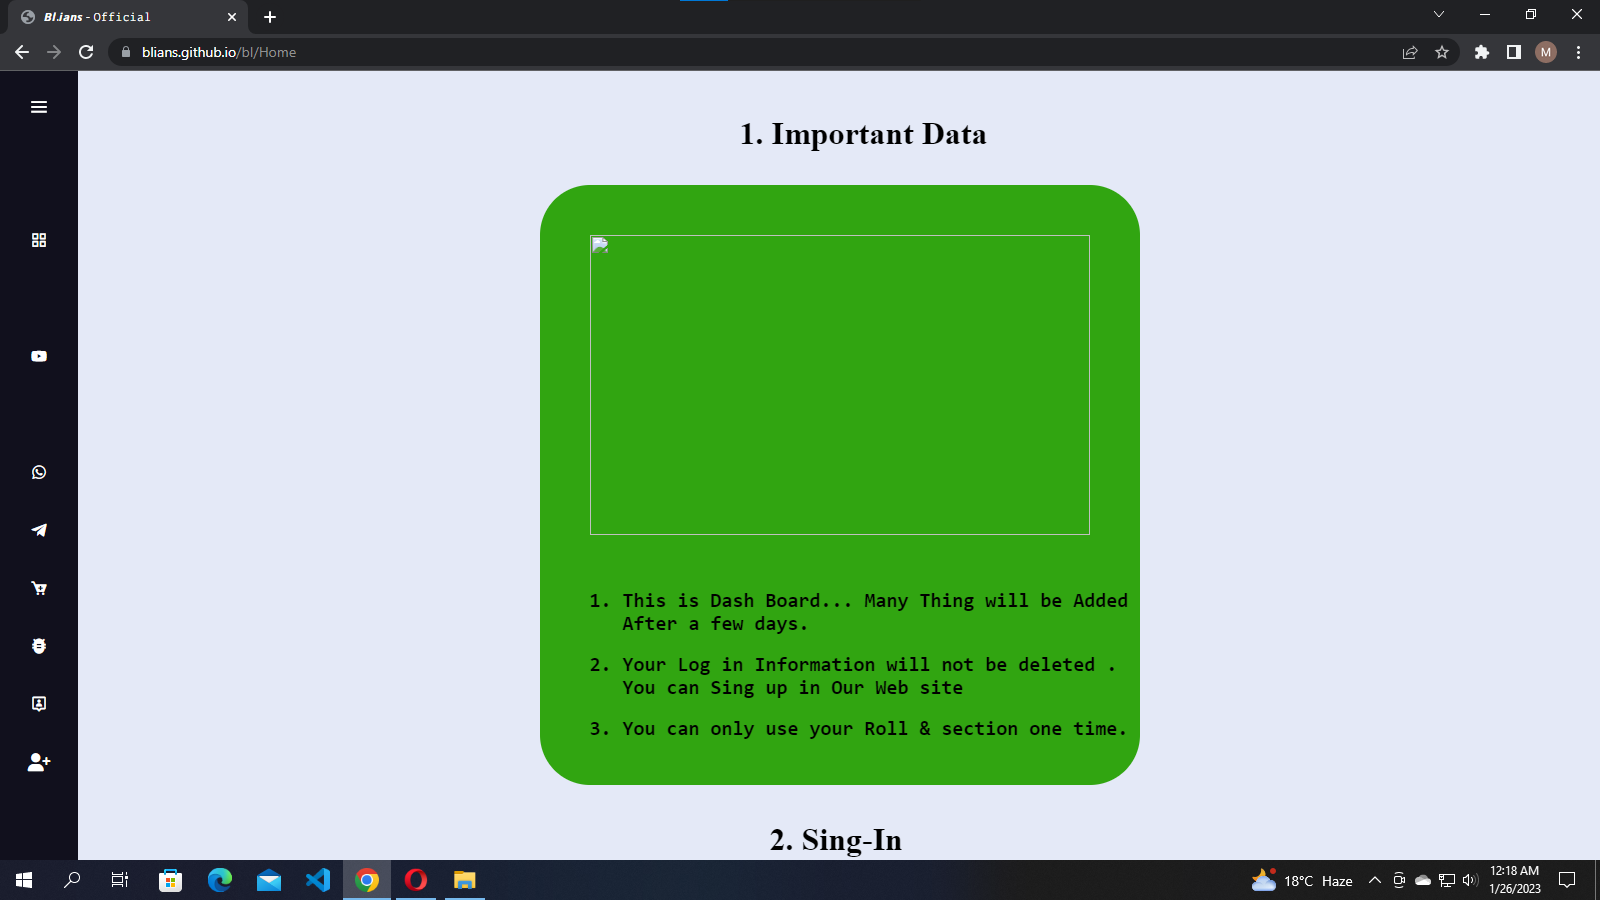 Bl.ians - Official
blians.github.io/bl/Home
M
1. Important Data
1. This is Dash Board... Many Thing will be Added
After a few days.
2. Your Log in Information will not be deleted .
You can Sing up in Our Web site
3. You can only use your Roll & section one time.
2. Sing-In
18°C Haze
12:18 AM
1/26/2023